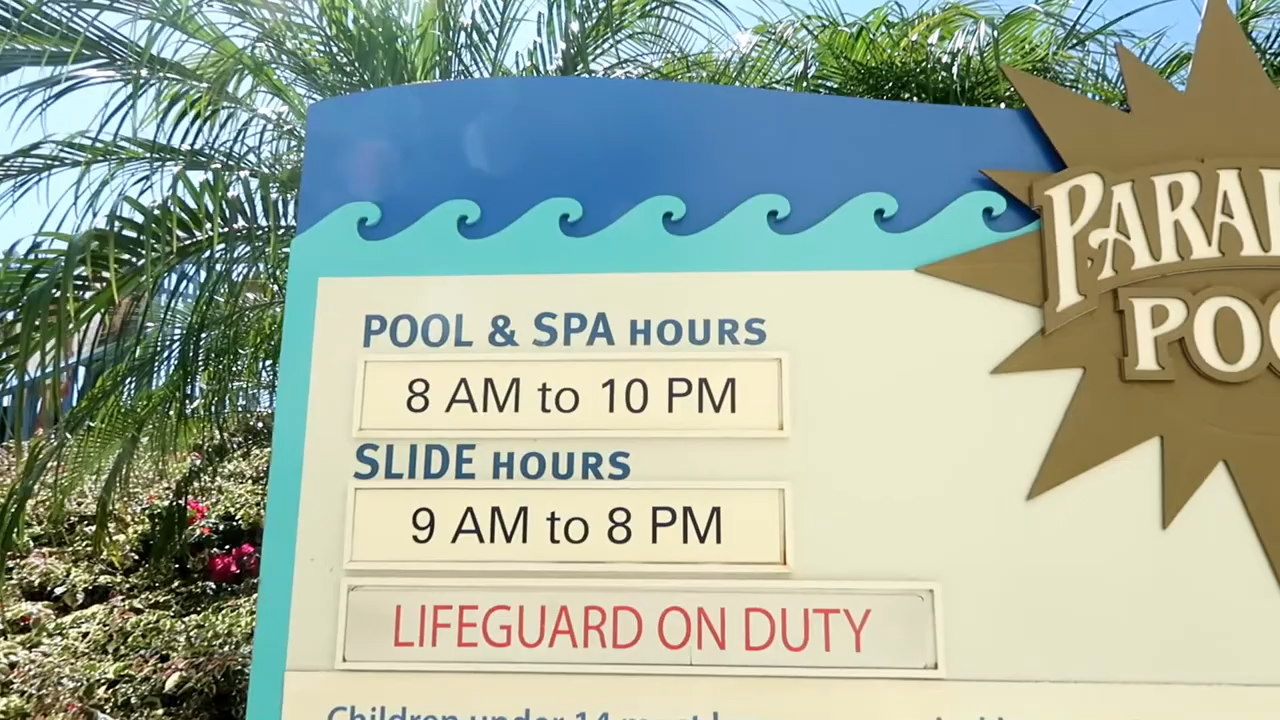 PARA
POO
POOL & SPA HOURS
8 AM to 10 PM
SLIDE HOURS
9 AM to 8 PM
LIFEGUARD ON DUTY
Children under 14 must